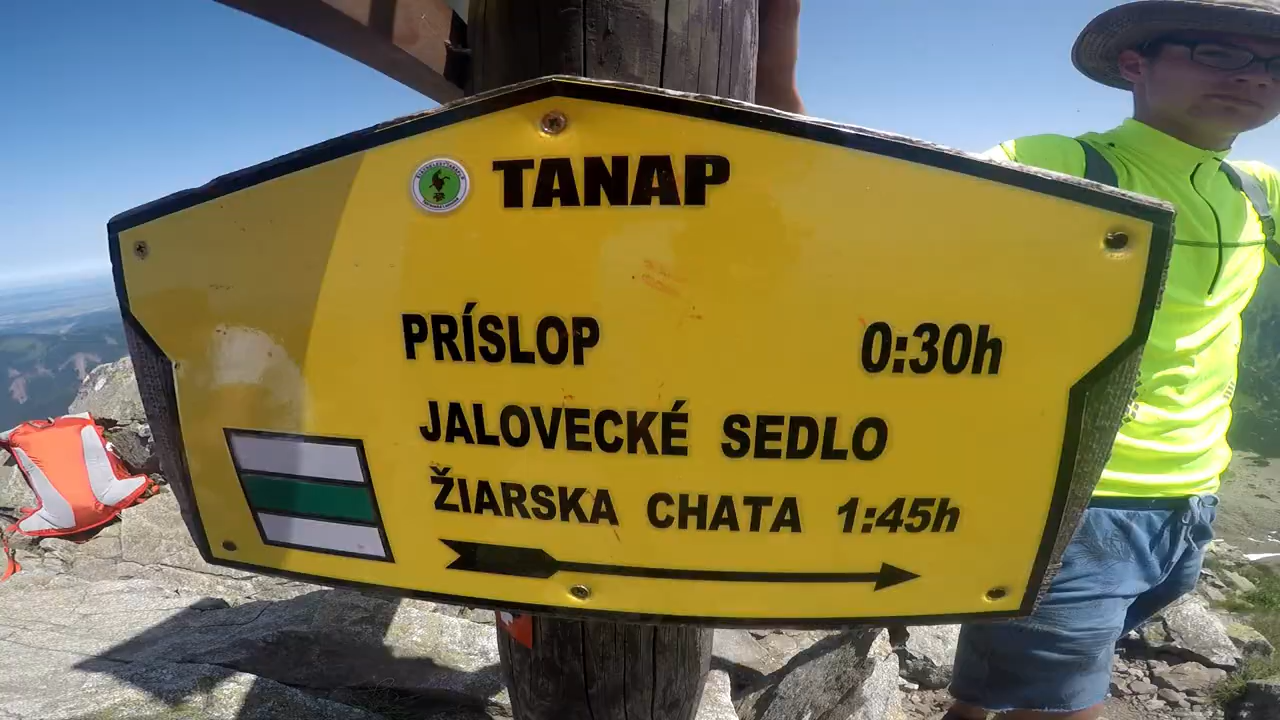 TANAP
PRÍSLOP 0:30h
JALOVECKÉ SEDLO
ŽIARSKA CHATA 1:45h